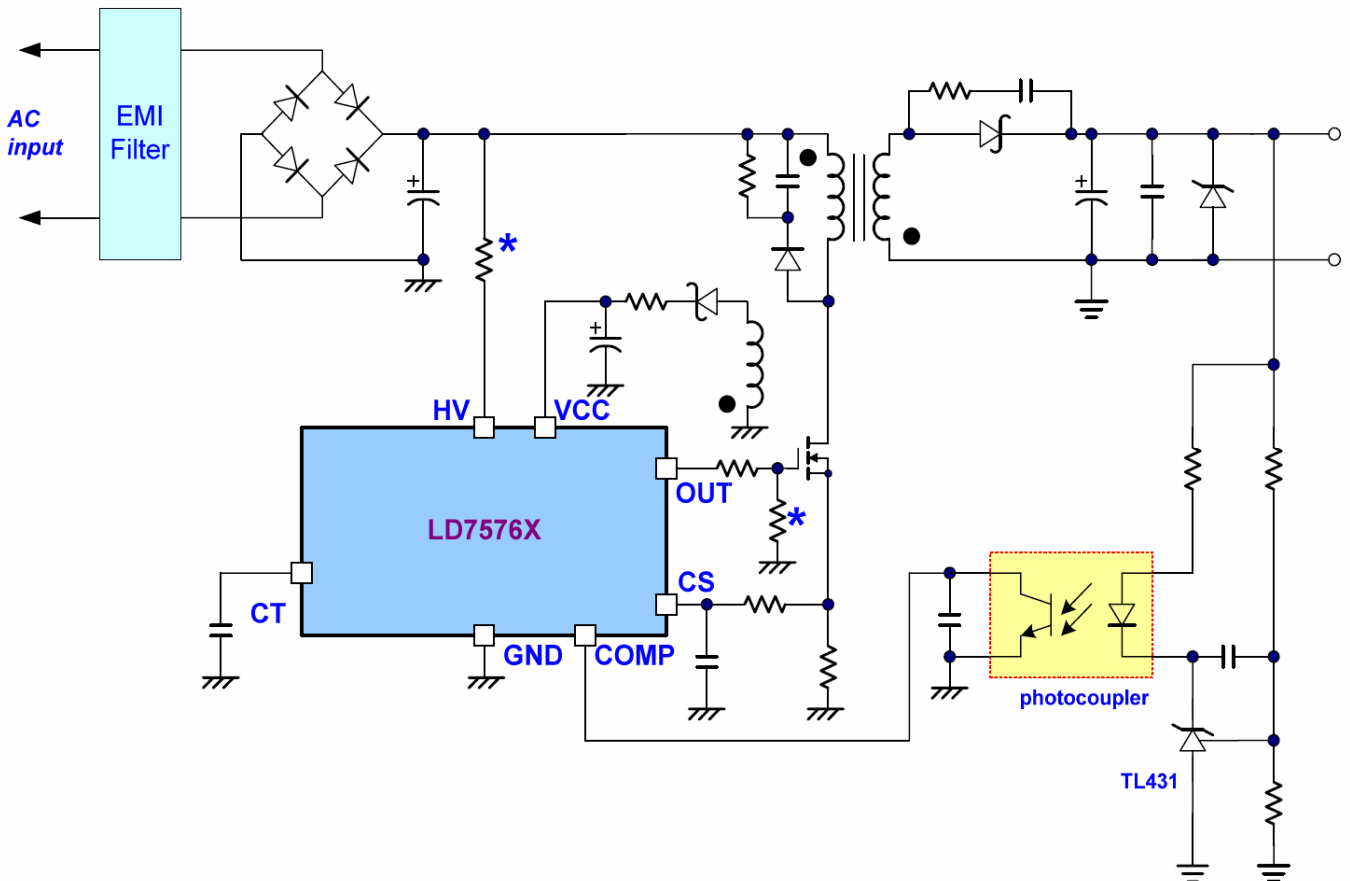 AC
input
EMI
Filter
*
HV
VCC
OUT
*
LD7576X
CS
CT
GND
COMP
photocoupler
TL431
+
+
+